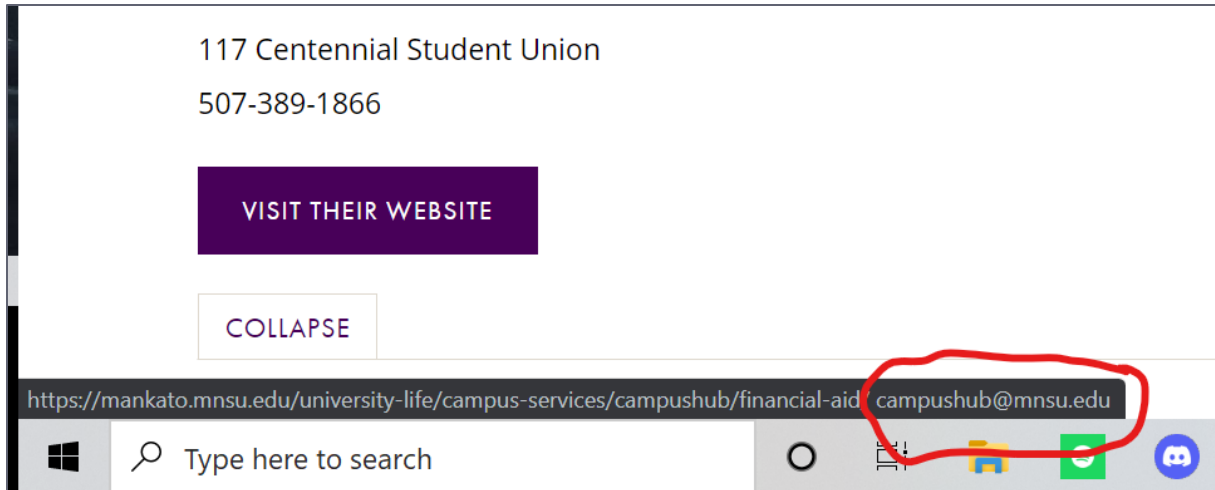 117 Centennial Student Union
507-389-1866
VISIT THEIR WEBSITE
COLLAPSE
https://mankato.mnsu.edu/university-life/campus-services/campushub/financial-aid/ campushub@mnsu.edu
Type here to search